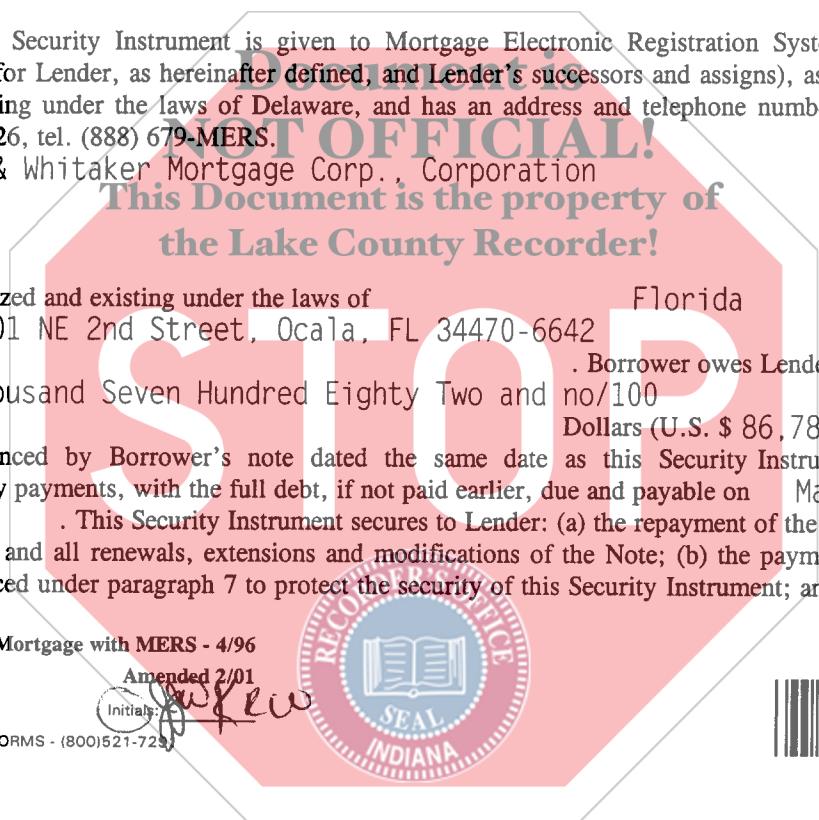 Security Instrument is given to Mortgage Electronic Registration Syst
Document is
for Lender, as hereinafter defined, and Lender's successors and assigns), as
ing under the laws of Delaware, and has an address and telephone numb
26, tel. (888) 679-MERS.
NOT OFFICIAL!
& Whitaker Mortgage Corp., Corporation
This Document is the property of
the Lake County Recorder!
zed and existing under the laws of Florida
01 NE 2nd Street, Ocala, FL 34470-6642
. Borrower owes Lende
STOP
ousand Seven Hundred Eighty Two and no/100
Dollars (U.S. $ 86,78
nced by Borrower's note dated the same date as this Security Instru
y payments, with the full debt, if not paid earlier, due and payable on Ma
. This Security Instrument secures to Lender: (a) the repayment of the
and all renewals, extensions and modifications of the Note; (b) the paym
ced under paragraph 7 to protect the security of this Security Instrument; an
RECORDER'S OFFICE
SEAL
INDIANA
Mortgage with MERS - 4/96
Amended 2/01
Initials:
ORMS - (800)521-729